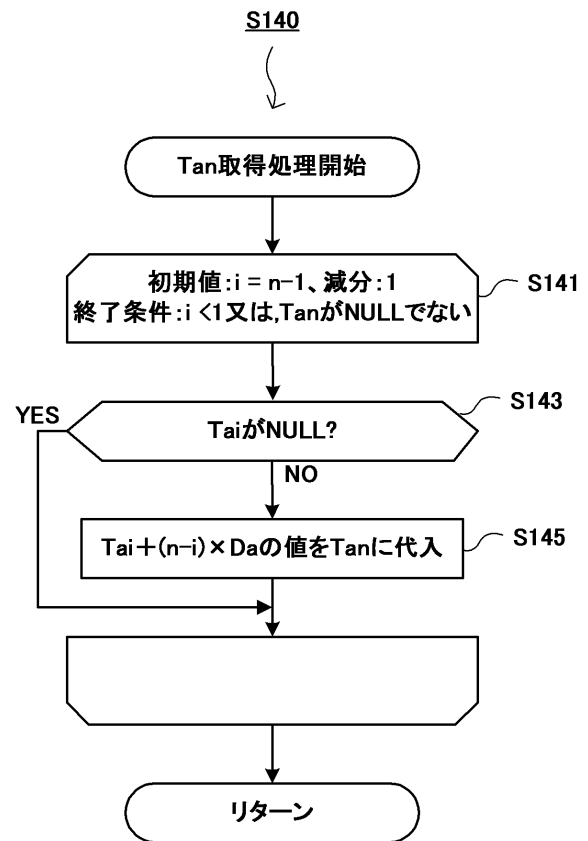 S140
Tan取得処理開始
初期値:i = n-1、減分:1
終了条件:i <1又は,TanがNULLでない
S141
TaiがNULL?
S143
YES
NO
Tai+(n-i)×Daの値をTanに代入
S145
リターン